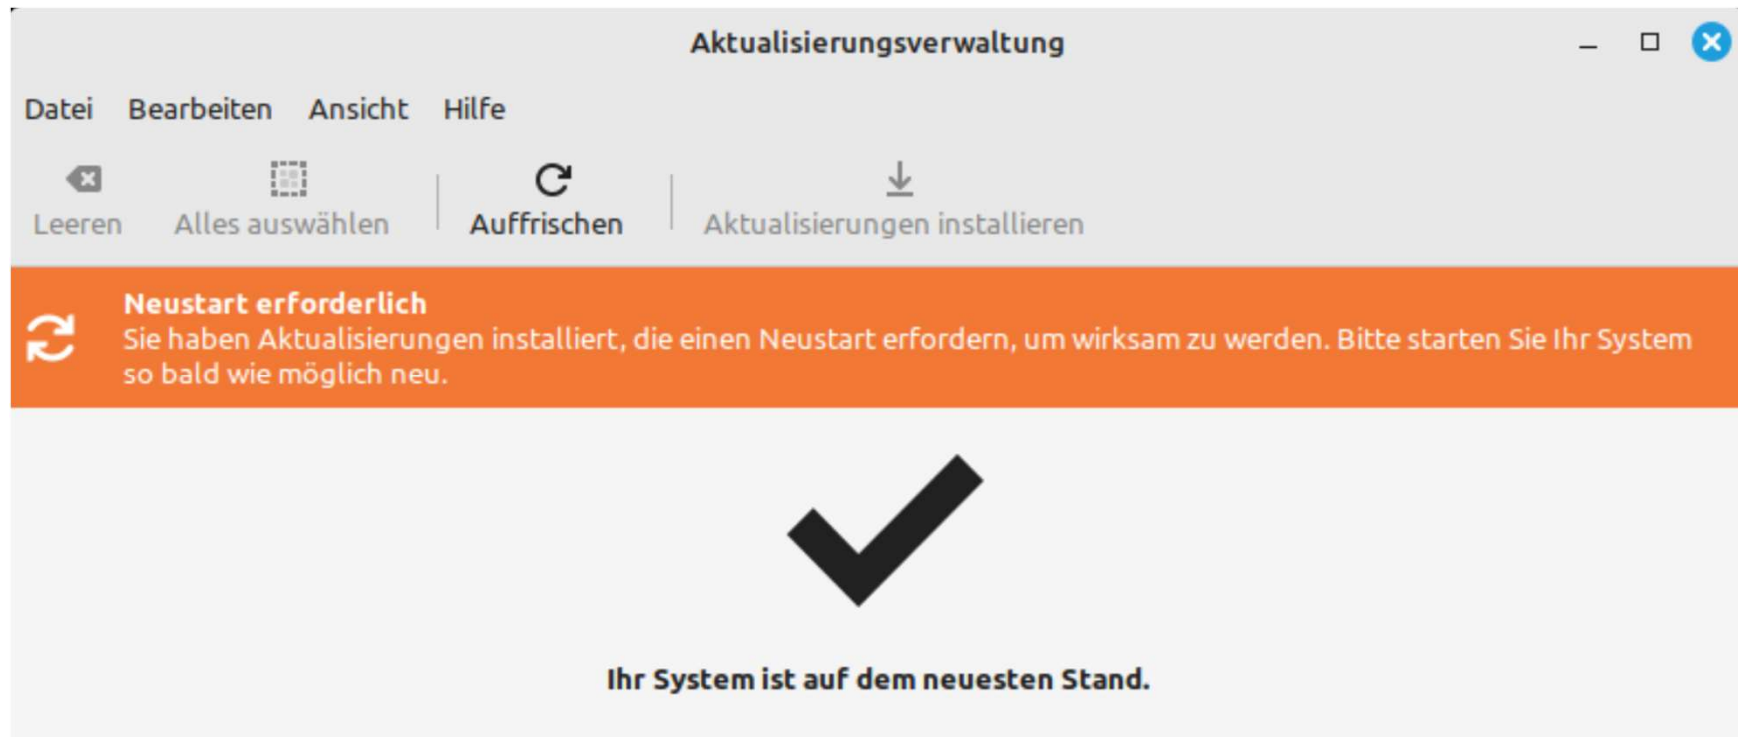 Aktualisierungsverwaltung
Datei Bearbeiten Ansicht Hilfe
Leeren Alles auswählen Auffrischen Aktualisierungen installieren
Neustart erforderlich
Sie haben Aktualisierungen installiert, die einen Neustart erfordern, um wirksam zu werden. Bitte starten Sie Ihr System
so bald wie möglich neu.
Ihr System ist auf dem neuesten Stand.